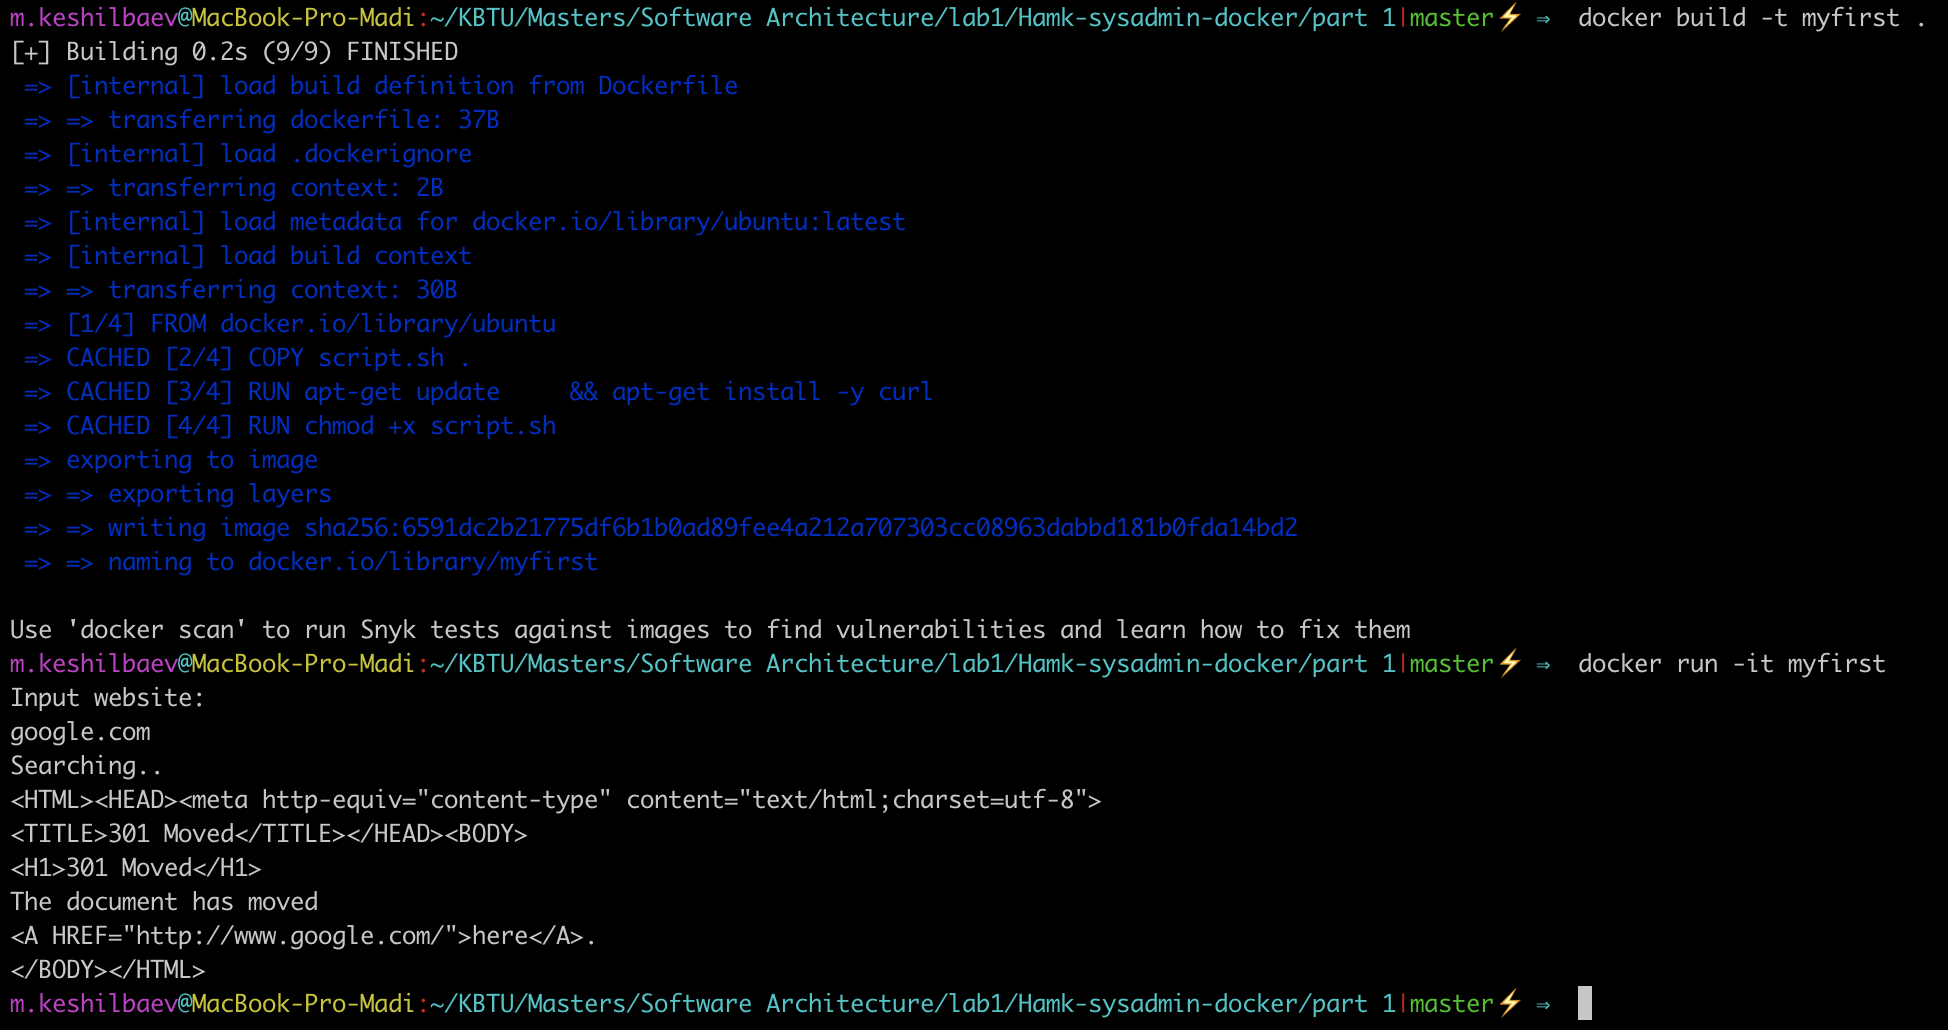 m.keshilbaev@MacBook-Pro-Madi:~/KBTU/Masters/Software Architecture/lab1/Hamk-sysadmin-docker/part 1|master⚡ ⇒  docker build -t myfirst .
[+] Building 0.2s (9/9) FINISHED
 => [internal] load build definition from Dockerfile
 => => transferring dockerfile: 37B
 => [internal] load .dockerignore
 => => transferring context: 2B
 => [internal] load metadata for docker.io/library/ubuntu:latest
 => [internal] load build context
 => => transferring context: 30B
 => [1/4] FROM docker.io/library/ubuntu
 => CACHED [2/4] COPY script.sh .
 => CACHED [3/4] RUN apt-get update     && apt-get install -y curl
 => CACHED [4/4] RUN chmod +x script.sh
 => exporting to image
 => => exporting layers
 => => writing image sha256:6591dc2b21775df6b1b0ad89fee4a212a707303cc08963dabbd181b0fda14bd2
 => => naming to docker.io/library/myfirst

Use 'docker scan' to run Snyk tests against images to find vulnerabilities and learn how to fix them
m.keshilbaev@MacBook-Pro-Madi:~/KBTU/Masters/Software Architecture/lab1/Hamk-sysadmin-docker/part 1|master⚡ ⇒  docker run -it myfirst
Input website:
google.com
Searching..
<HTML><HEAD><meta http-equiv="content-type" content="text/html;charset=utf-8">
<TITLE>301 Moved</TITLE></HEAD><BODY>
<H1>301 Moved</H1>
The document has moved
<A HREF="http://www.google.com/">here</A>.
</BODY></HTML>
m.keshilbaev@MacBook-Pro-Madi:~/KBTU/Masters/Software Architecture/lab1/Hamk-sysadmin-docker/part 1|master⚡ ⇒